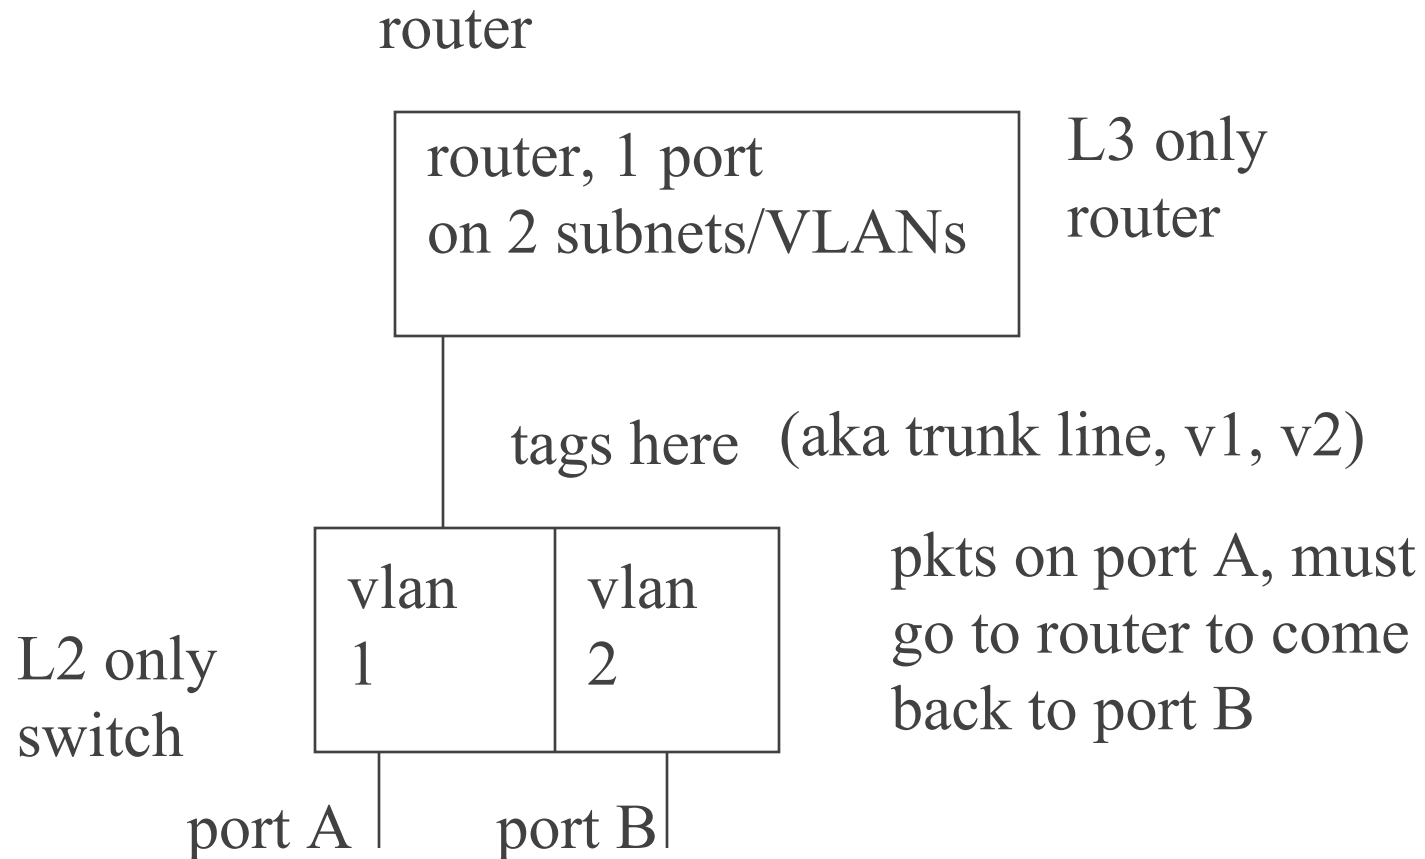 router
router, 1 port
on 2 subnets/VLANs
L3 only
router
tags here
(aka trunk line, v1, v2)
vlan
1
vlan
2
L2 only
switch
pkts on port A, must
go to router to come
back to port B
port A
port B